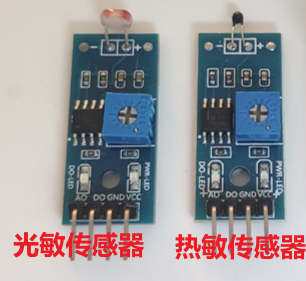 - +
- +
DO-LED
PWR-LED
DO-LED
PWR-LED
AO DO GND VCC
AO DO GND VCC
光敏传感器
热敏传感器